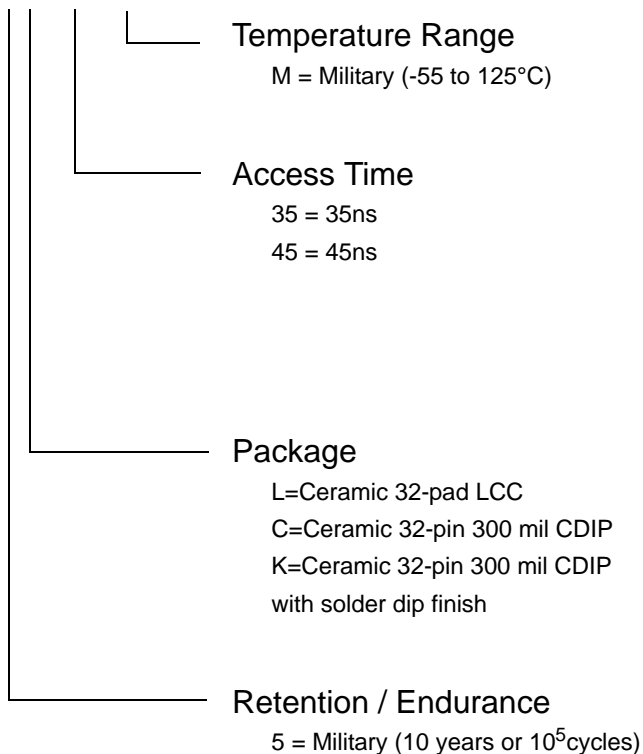 Temperature Range
M = Military (-55 to 125°C)
Access Time
35 = 35ns
45 = 45ns
Package
L=Ceramic 32-pad LCC
C=Ceramic 32-pin 300 mil CDIP
K=Ceramic 32-pin 300 mil CDIP
with solder dip finish
Retention / Endurance
5 = Military (10 years or 10⁵cycles)